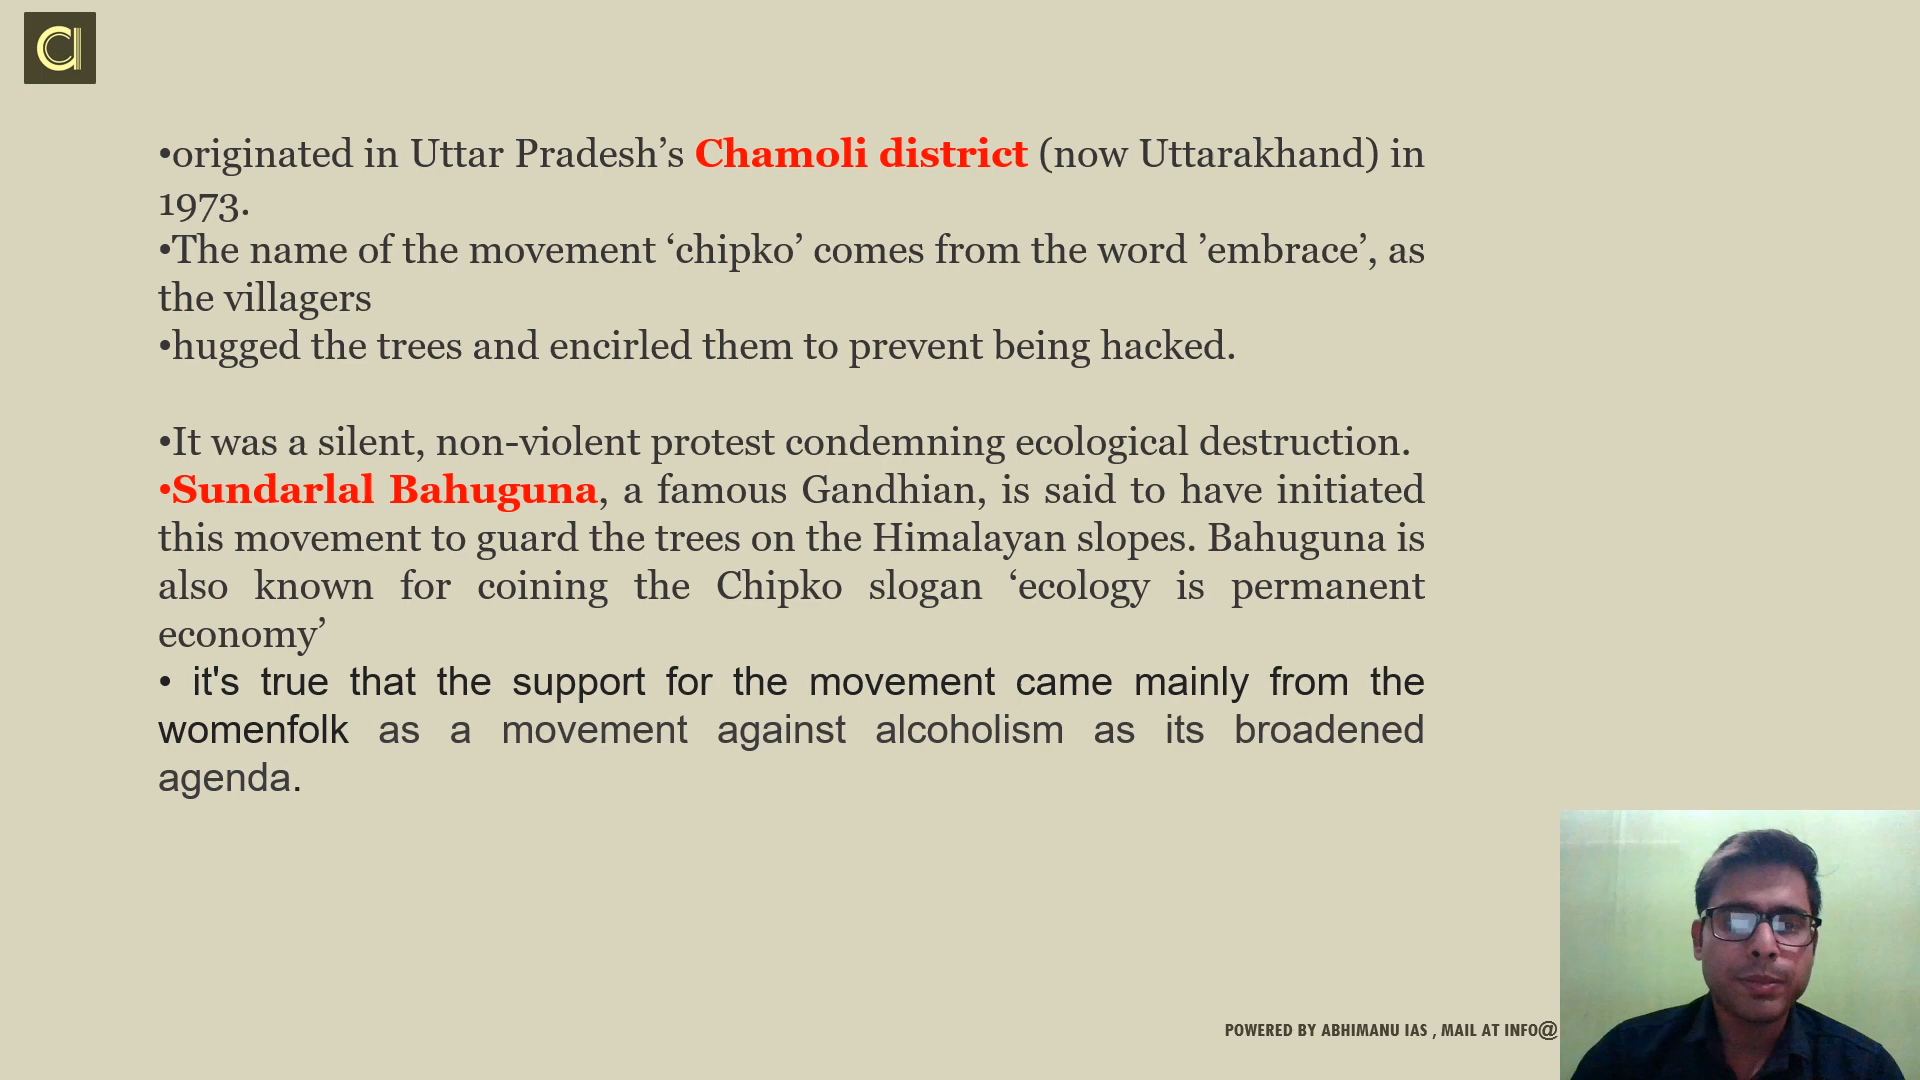 •originated in Uttar Pradesh’s Chamoli district (now Uttarakhand) in
1973.
•The name of the movement ‘chipko’ comes from the word ’embrace’, as
the villagers
•hugged the trees and encirled them to prevent being hacked.
•It was a silent, non-violent protest condemning ecological destruction.
•Sundarlal Bahuguna, a famous Gandhian, is said to have initiated
this movement to guard the trees on the Himalayan slopes. Bahuguna is
also known for coining the Chipko slogan ‘ecology is permanent
economy’
• it's true that the support for the movement came mainly from the
womenfolk as a movement against alcoholism as its broadened
agenda.
POWERED BY ABHIMANU IAS , MAIL AT INFO@